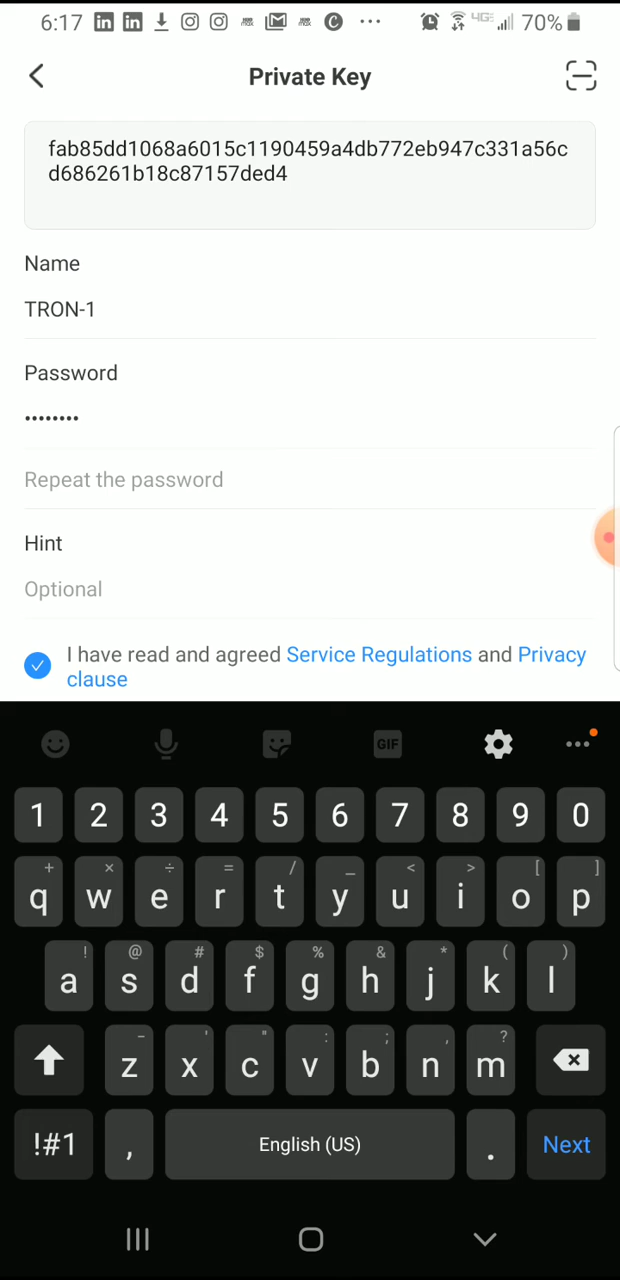 6:17 70%
Private Key
fab85dd1068a6015c1190459a4db772eb947c331a56c
d686261b18c87157ded4
Name
TRON-1
Password
••••••••
Repeat the password
Hint
Optional
I have read and agreed Service Regulations and Privacy
clause
GIF
1 2 3 4 5 6 7 8 9 0
+ × ÷ = / _ < > [ ]
q w e r t y u i o p
! @ # $ % & * ( )
a s d f g h j k l
- ' " : ; , ?
z x c v b n m
!#1 , English (US) . Next